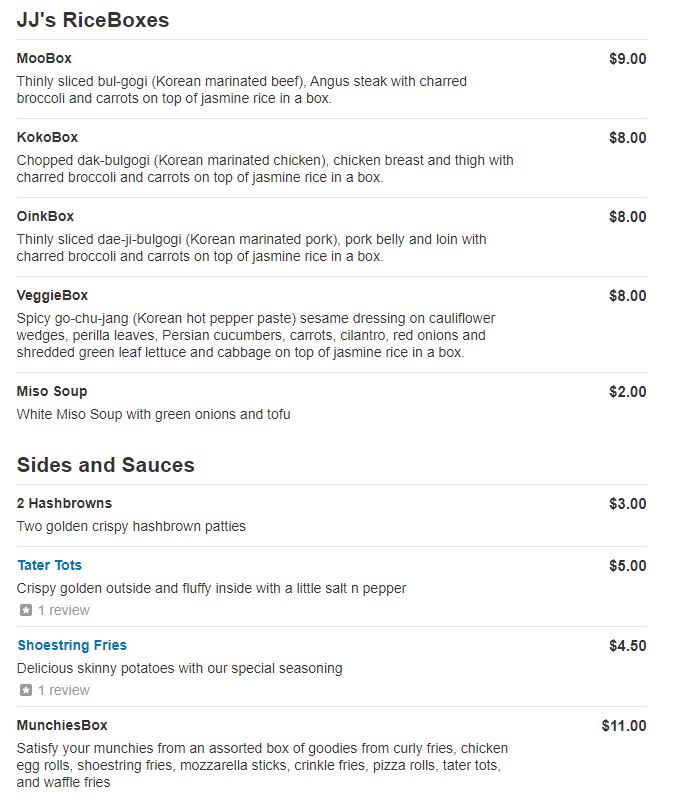 JJ's RiceBoxes
MooBox $9.00
Thinly sliced bul-gogi (Korean marinated beef), Angus steak with charred
broccoli and carrots on top of jasmine rice in a box.
KokoBox $8.00
Chopped dak-bulgogi (Korean marinated chicken), chicken breast and thigh with
charred broccoli and carrots on top of jasmine rice in a box.
OinkBox $8.00
Thinly sliced dae-ji-bulgogi (Korean marinated pork), pork belly and loin with
charred broccoli and carrots on top of jasmine rice in a box.
VeggieBox $8.00
Spicy go-chu-jang (Korean hot pepper paste) sesame dressing on cauliflower
wedges, perilla leaves, Persian cucumbers, carrots, cilantro, red onions and
shredded green leaf lettuce and cabbage on top of jasmine rice in a box.
Miso Soup $2.00
White Miso Soup with green onions and tofu
Sides and Sauces
2 Hashbrowns $3.00
Two golden crispy hashbrown patties
Tater Tots $5.00
Crispy golden outside and fluffy inside with a little salt n pepper
1 review
Shoestring Fries $4.50
Delicious skinny potatoes with our special seasoning
1 review
MunchiesBox $11.00
Satisfy your munchies from an assorted box of goodies from curly fries, chicken
egg rolls, shoestring fries, mozzarella sticks, crinkle fries, pizza rolls, tater tots,
and waffle fries